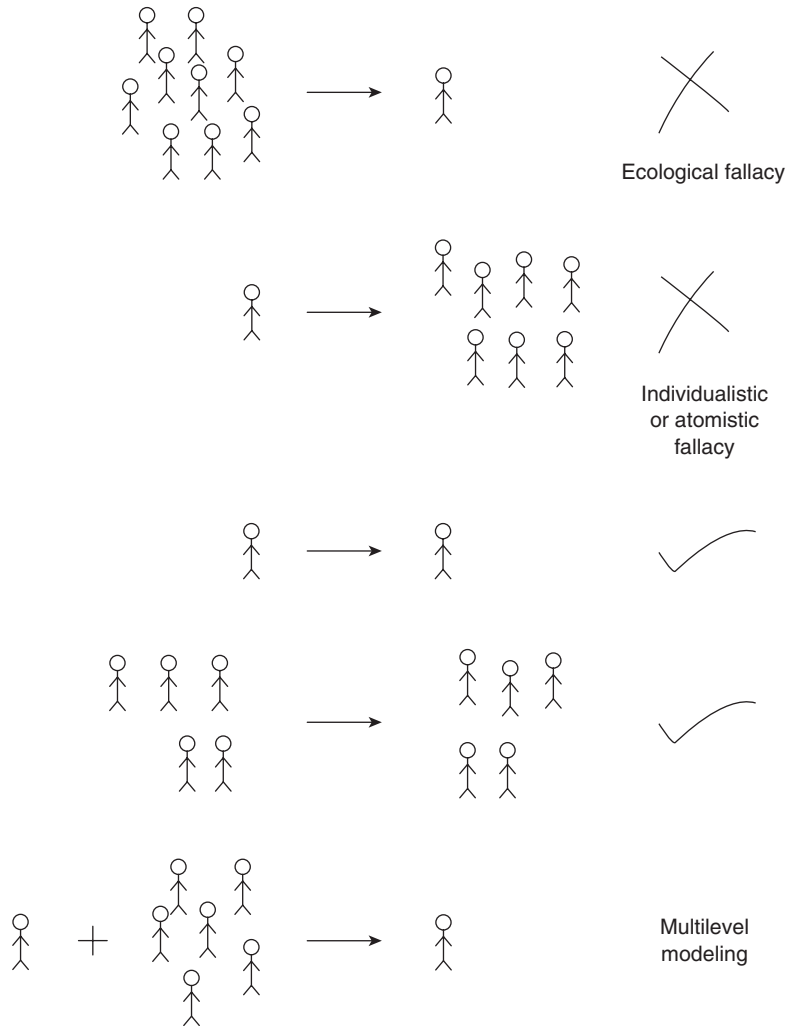 Ecological fallacy
Individualistic
or atomistic
fallacy
Multilevel
modeling